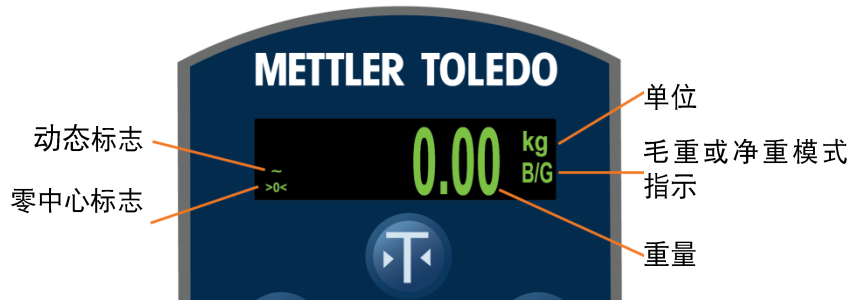 METTLER TOLEDO
单位
动态标志
0.00
kg
~
B/G
毛重或净重模式
指示
零中心标志
>0<
T
重量